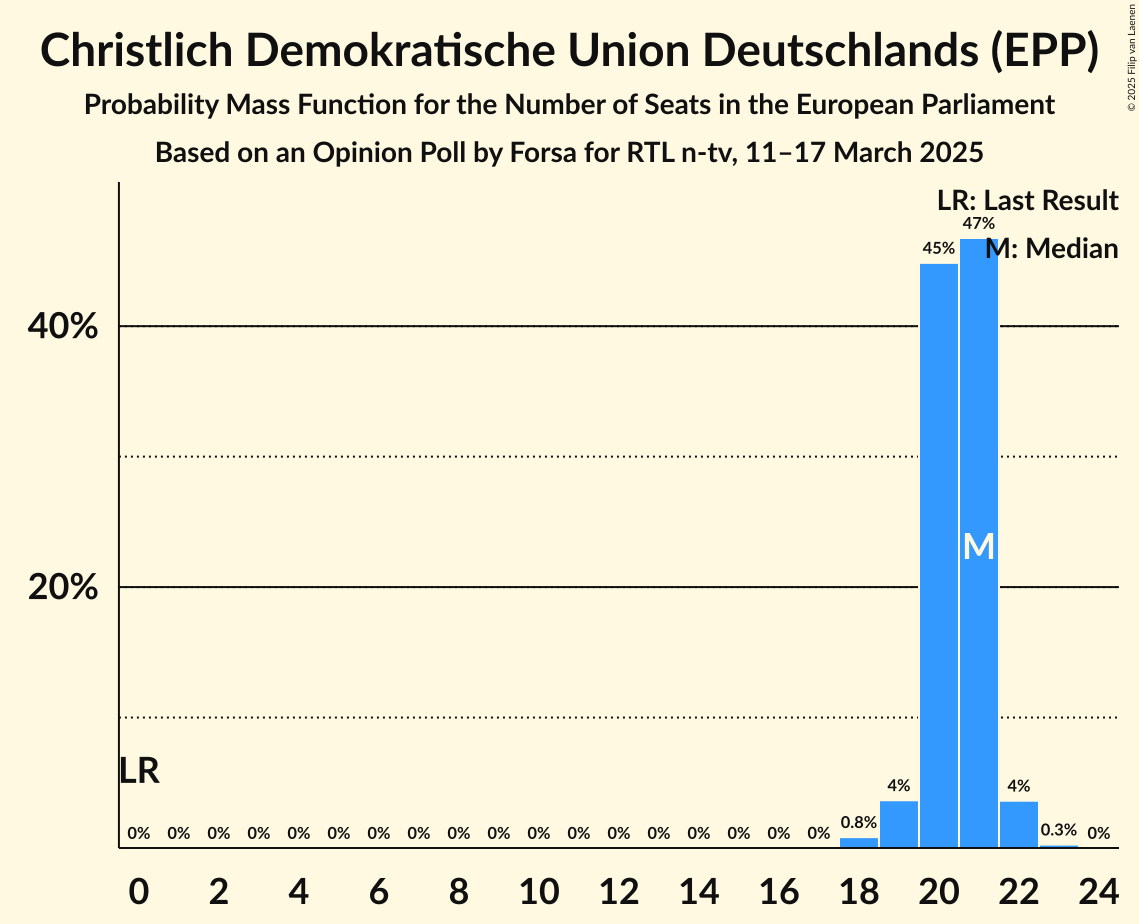 Christlich Demokratische Union Deutschlands (EPP)
Probability Mass Function for the Number of Seats in the European Parliament
Based on an Opinion Poll by Forsa for RTL n-tv, 11–17 March 2025
© 2025 Filip van Laenen
LR: Last Result
M: Median
47%
45%
40%
20%
M
LR
0% 0% 0% 0% 0% 0% 0% 0% 0% 0% 0% 0% 0% 0% 0% 0% 0% 0% 0.8% 4% 4% 0.3% 0%
0 2 4 6 8 10 12 14 16 18 20 22 24